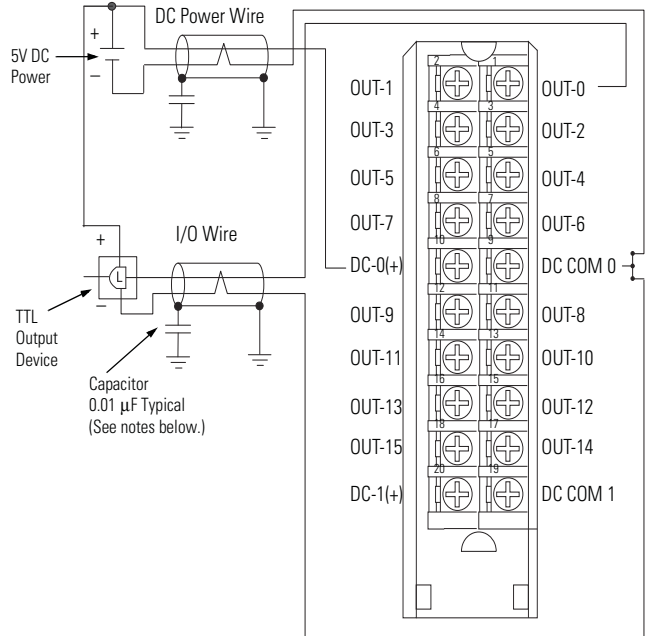 DC Power Wire
+
5V DC
Power
–
I/O Wire
+
L
–
TTL
Output
Device
Capacitor
0.01 µF Typical
(See notes below.)
2 1
OUT-1 OUT-0
4 3
OUT-3 OUT-2
6 5
OUT-5 OUT-4
8 7
OUT-7 OUT-6
10 9
DC-0(+) DC COM 0
12 11
OUT-9 OUT-8
14 13
OUT-11 OUT-10
16 15
OUT-13 OUT-12
18 17
OUT-15 OUT-14
20 19
DC-1(+) DC COM 1